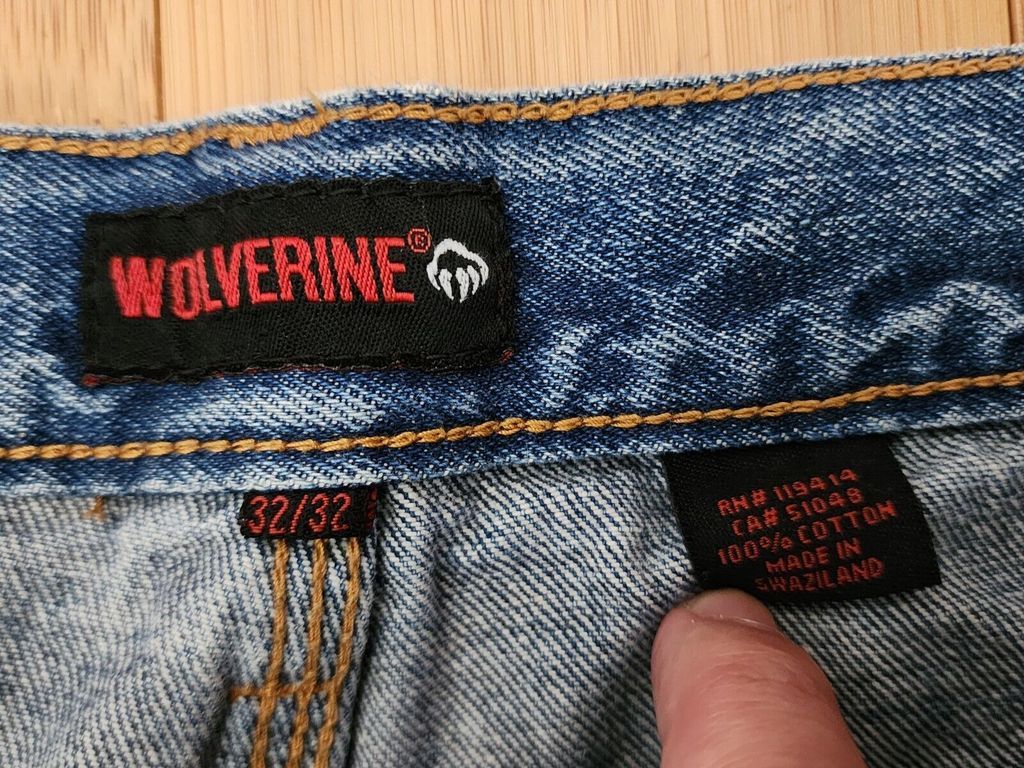 WOLVERINE®
32/32
RN# 119414
CA# 51048
100% COTTON
MADE IN
SWAZILAND